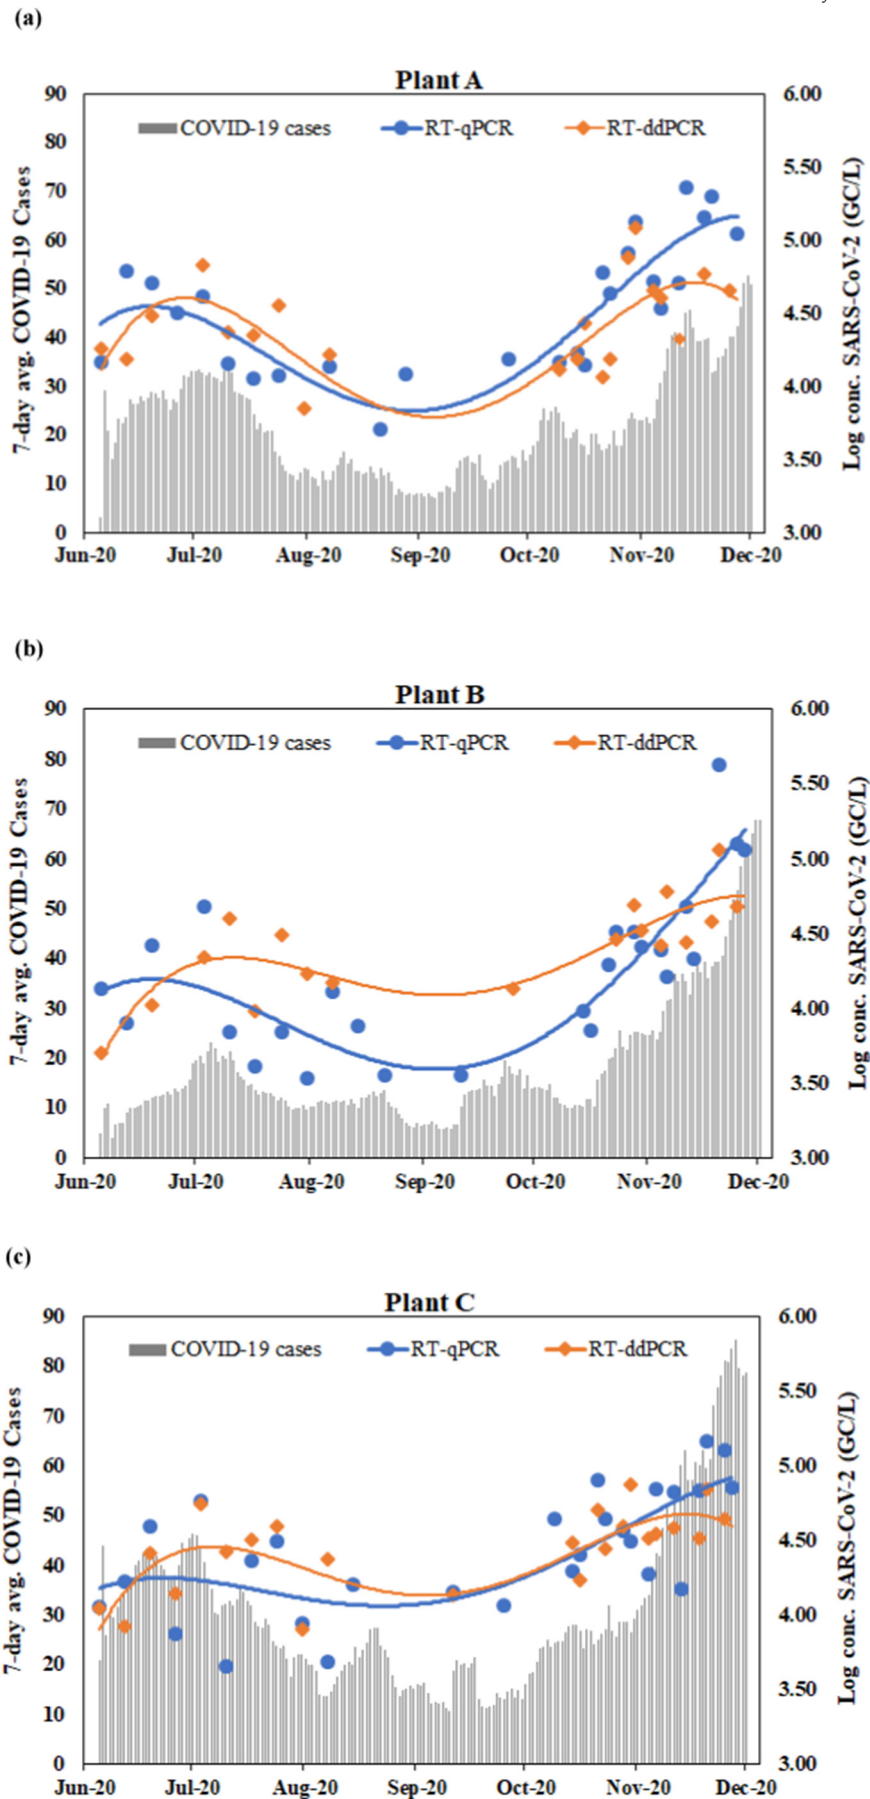 (a)
Plant A
COVID-19 cases RT-qPCR RT-ddPCR
7-day avg. COVID-19 Cases
90
80
70
60
50
40
30
20
10
0
Log conc. SARS-CoV-2 (GC/L)
6.00
5.50
5.00
4.50
4.00
3.50
3.00
Jun-20 Jul-20 Aug-20 Sep-20 Oct-20 Nov-20 Dec-20
(b)
Plant B
COVID-19 cases RT-qPCR RT-ddPCR
7-day avg. COVID-19 Cases
90
80
70
60
50
40
30
20
10
0
Log conc. SARS-CoV-2 (GC/L)
6.00
5.50
5.00
4.50
4.00
3.50
3.00
Jun-20 Jul-20 Aug-20 Sep-20 Oct-20 Nov-20 Dec-20
(c)
Plant C
COVID-19 cases RT-qPCR RT-ddPCR
7-day avg. COVID-19 Cases
90
80
70
60
50
40
30
20
10
0
Log conc. SARS-CoV-2 (GC/L)
6.00
5.50
5.00
4.50
4.00
3.50
3.00
Jun-20 Jul-20 Aug-20 Sep-20 Oct-20 Nov-20 Dec-20